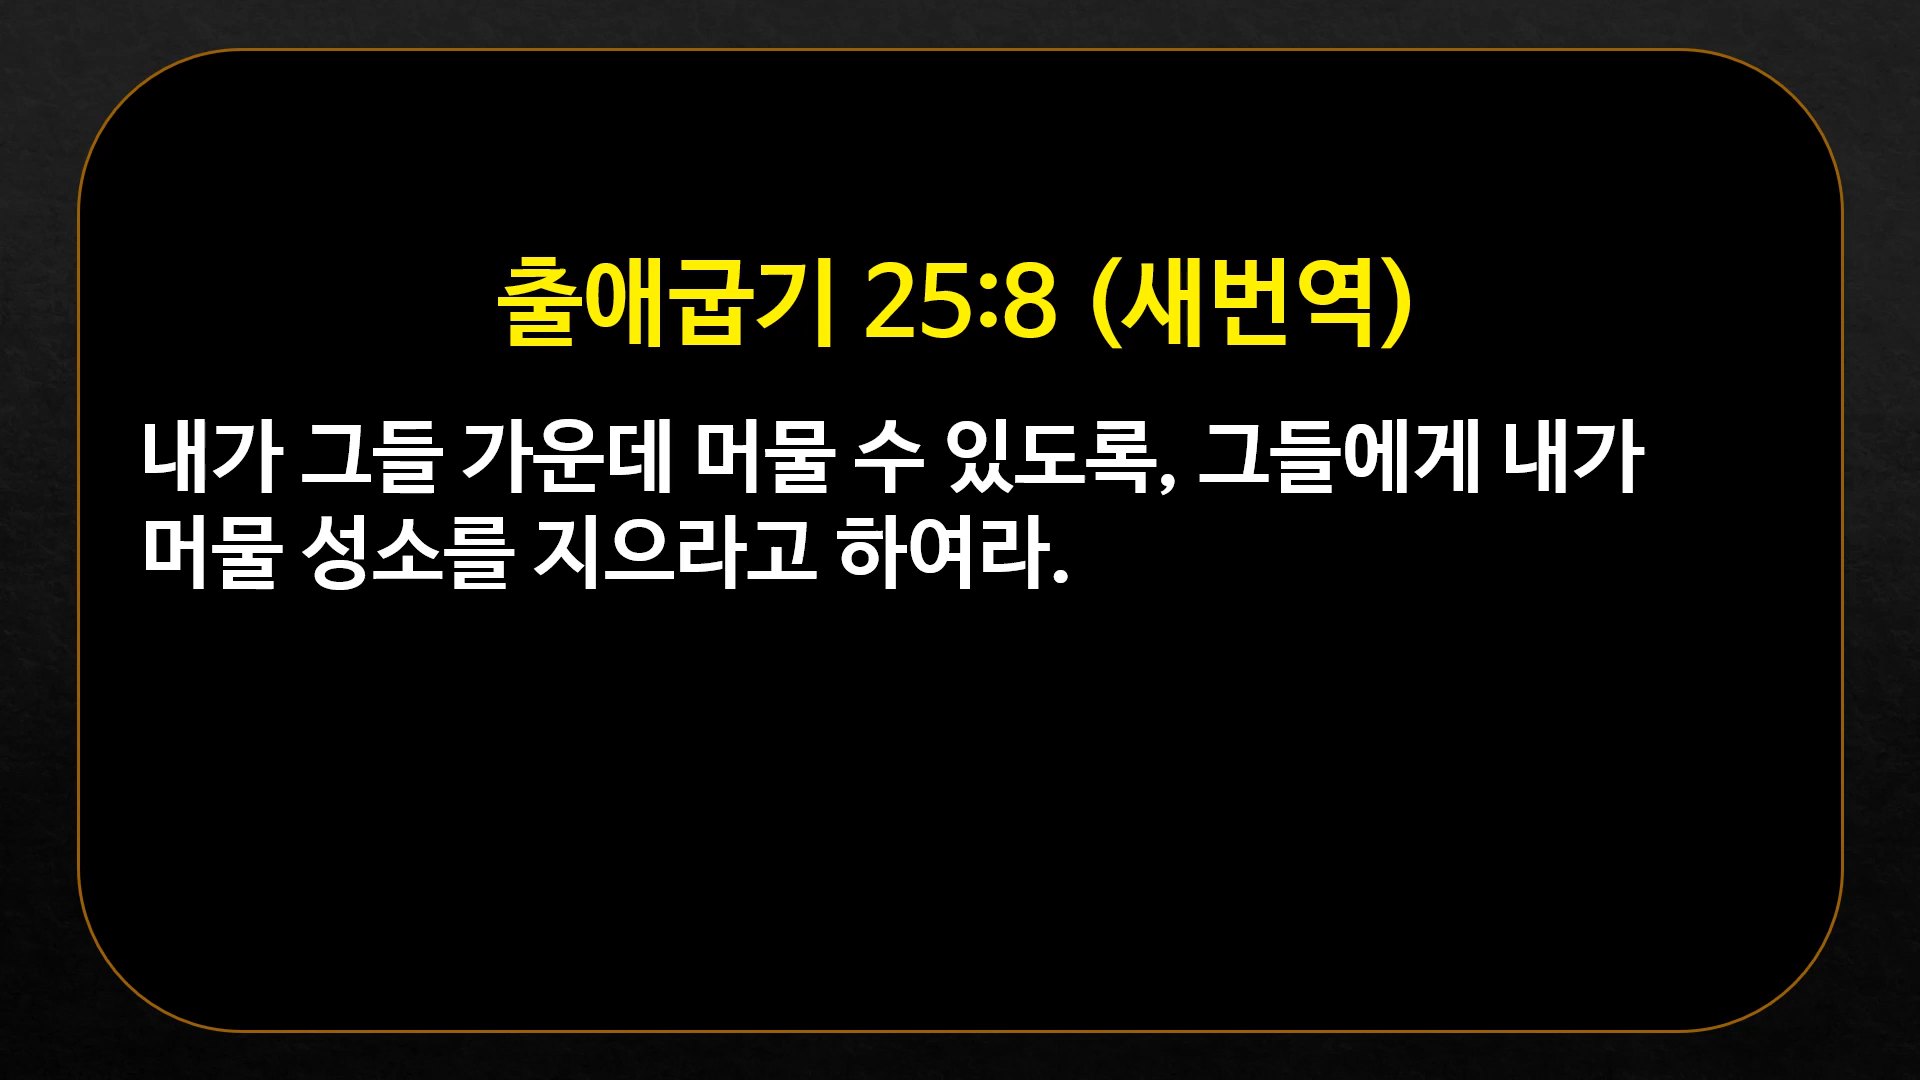 출애굽기 25:8 (새번역)
내가 그들 가운데 머물 수 있도록, 그들에게 내가
머물 성소를 지으라고 하여라.